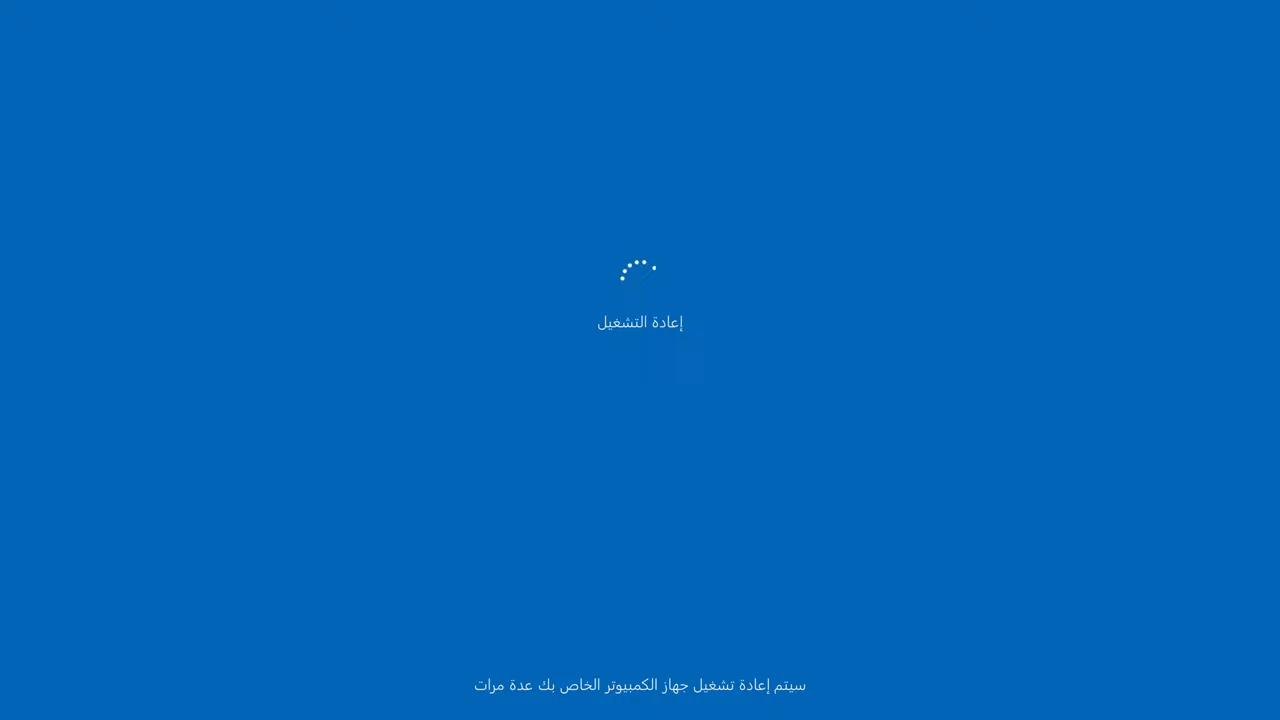 إعادة التشغيل
سيتم إعادة تشغيل جهاز الكمبيوتر الخاص بك عدة مرات